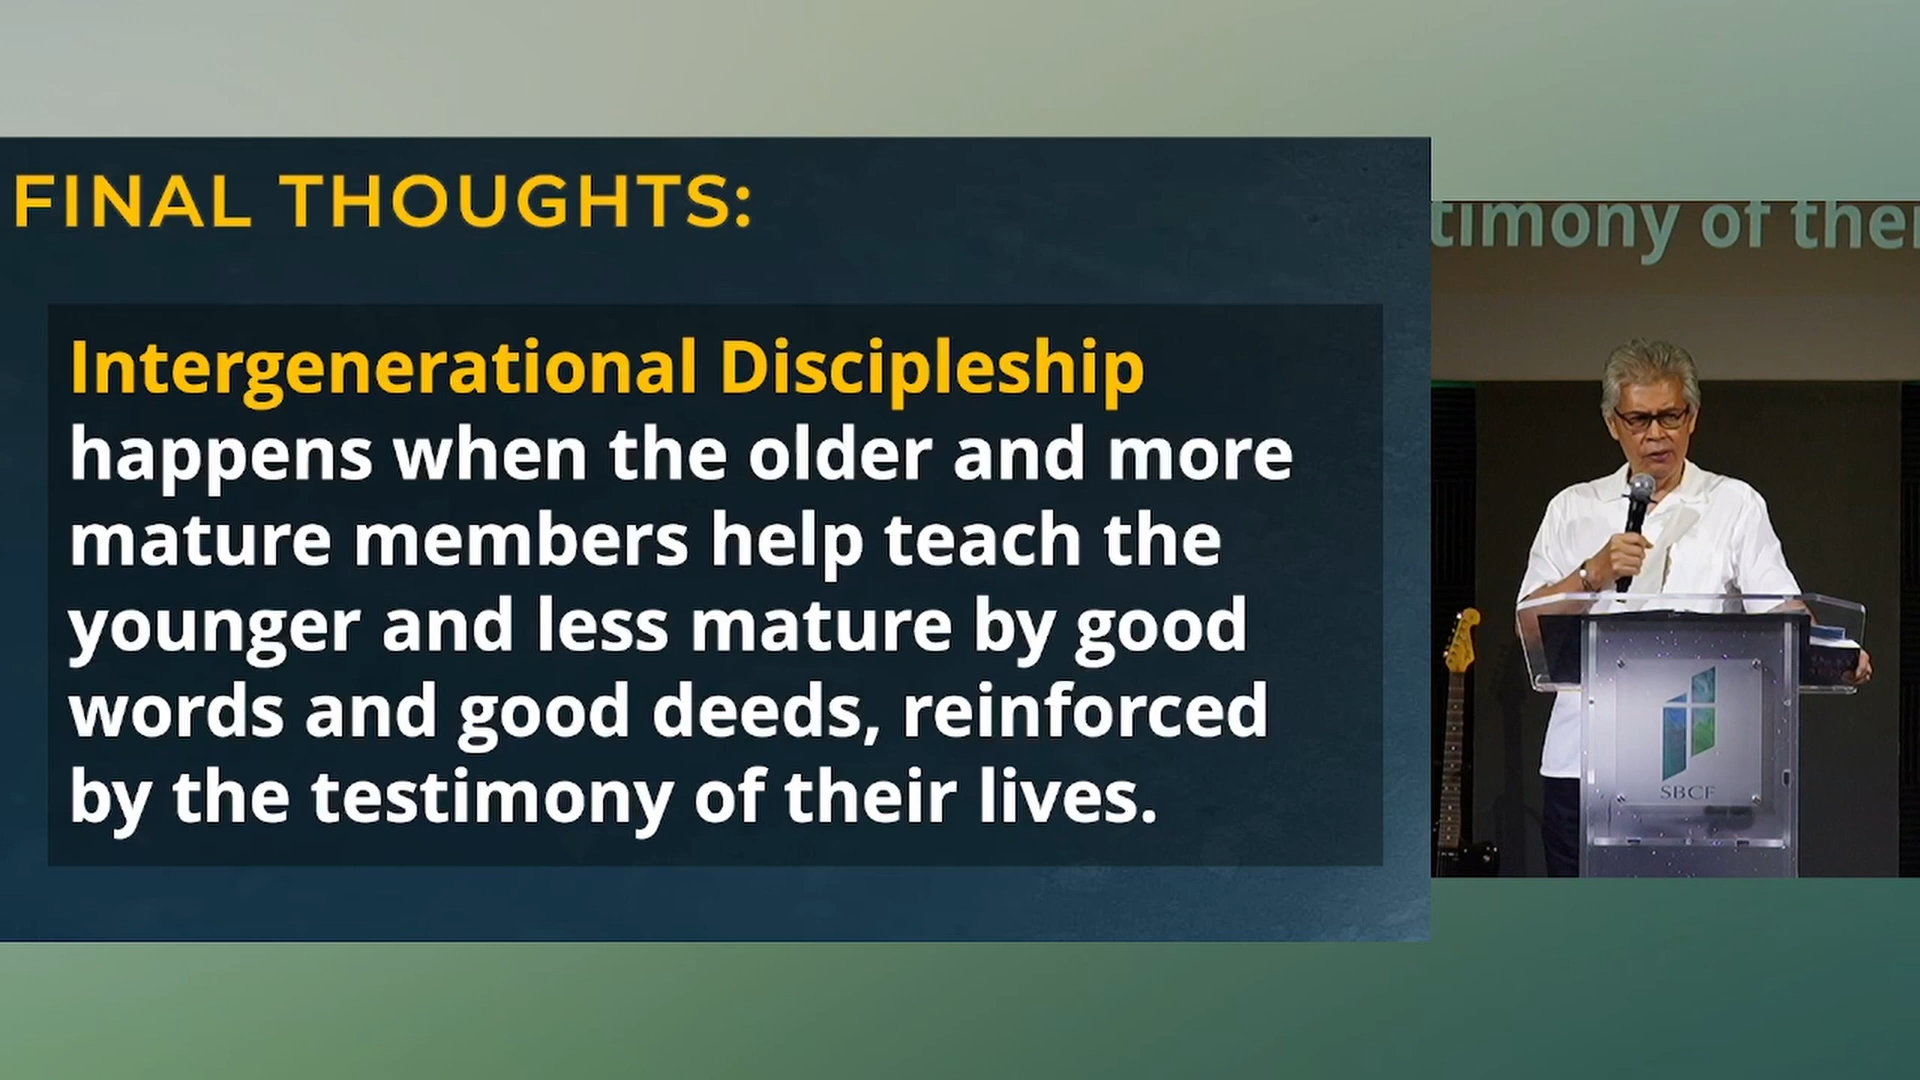 FINAL THOUGHTS:
Intergenerational Discipleship
happens when the older and more
mature members help teach the
younger and less mature by good
words and good deeds, reinforced
by the testimony of their lives.
timony of thei
SBCF